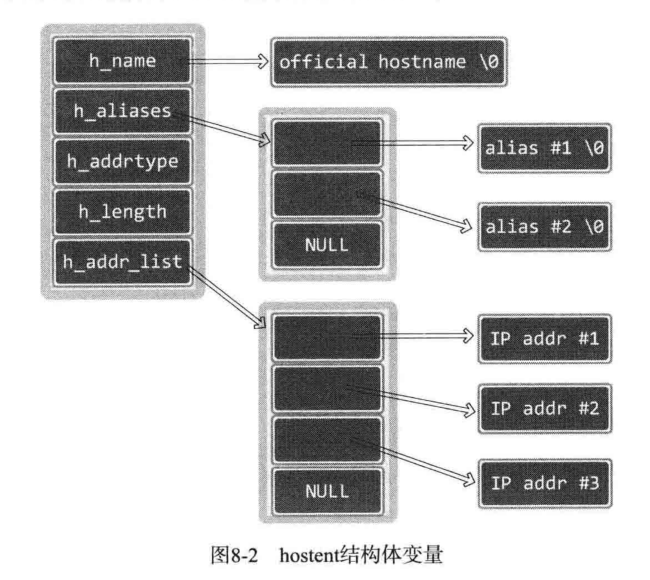 h_name
official hostname \0
h_aliases
h_addrtype
h_length
h_addr_list
alias #1 \0
alias #2 \0
NULL
IP addr #1
IP addr #2
IP addr #3
NULL
图8-2 hostent结构体变量